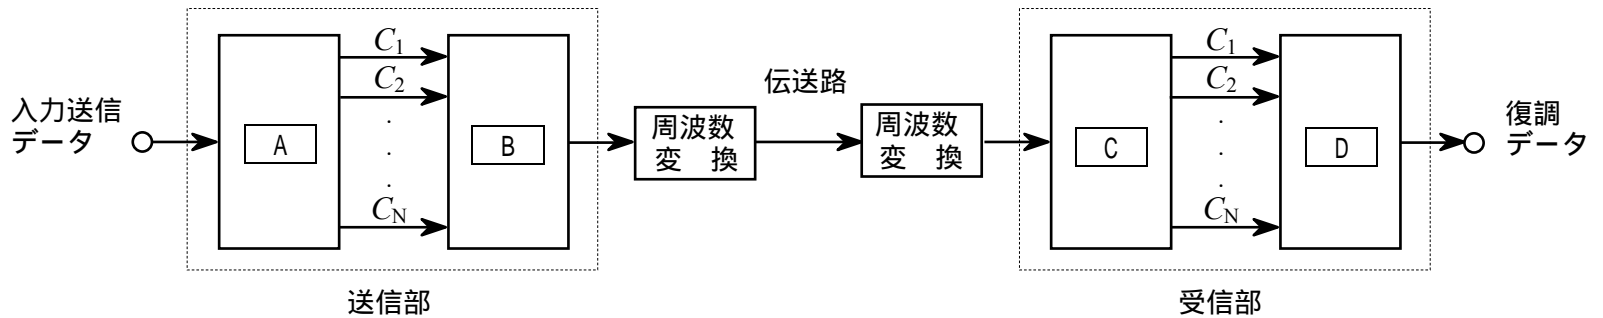 入力送信
データ
A
C1
C2
.
.
.
CN
B
送信部
周波数
変 換
伝送路
周波数
変 換
C
C1
C2
.
.
.
CN
D
受信部
復調
データ